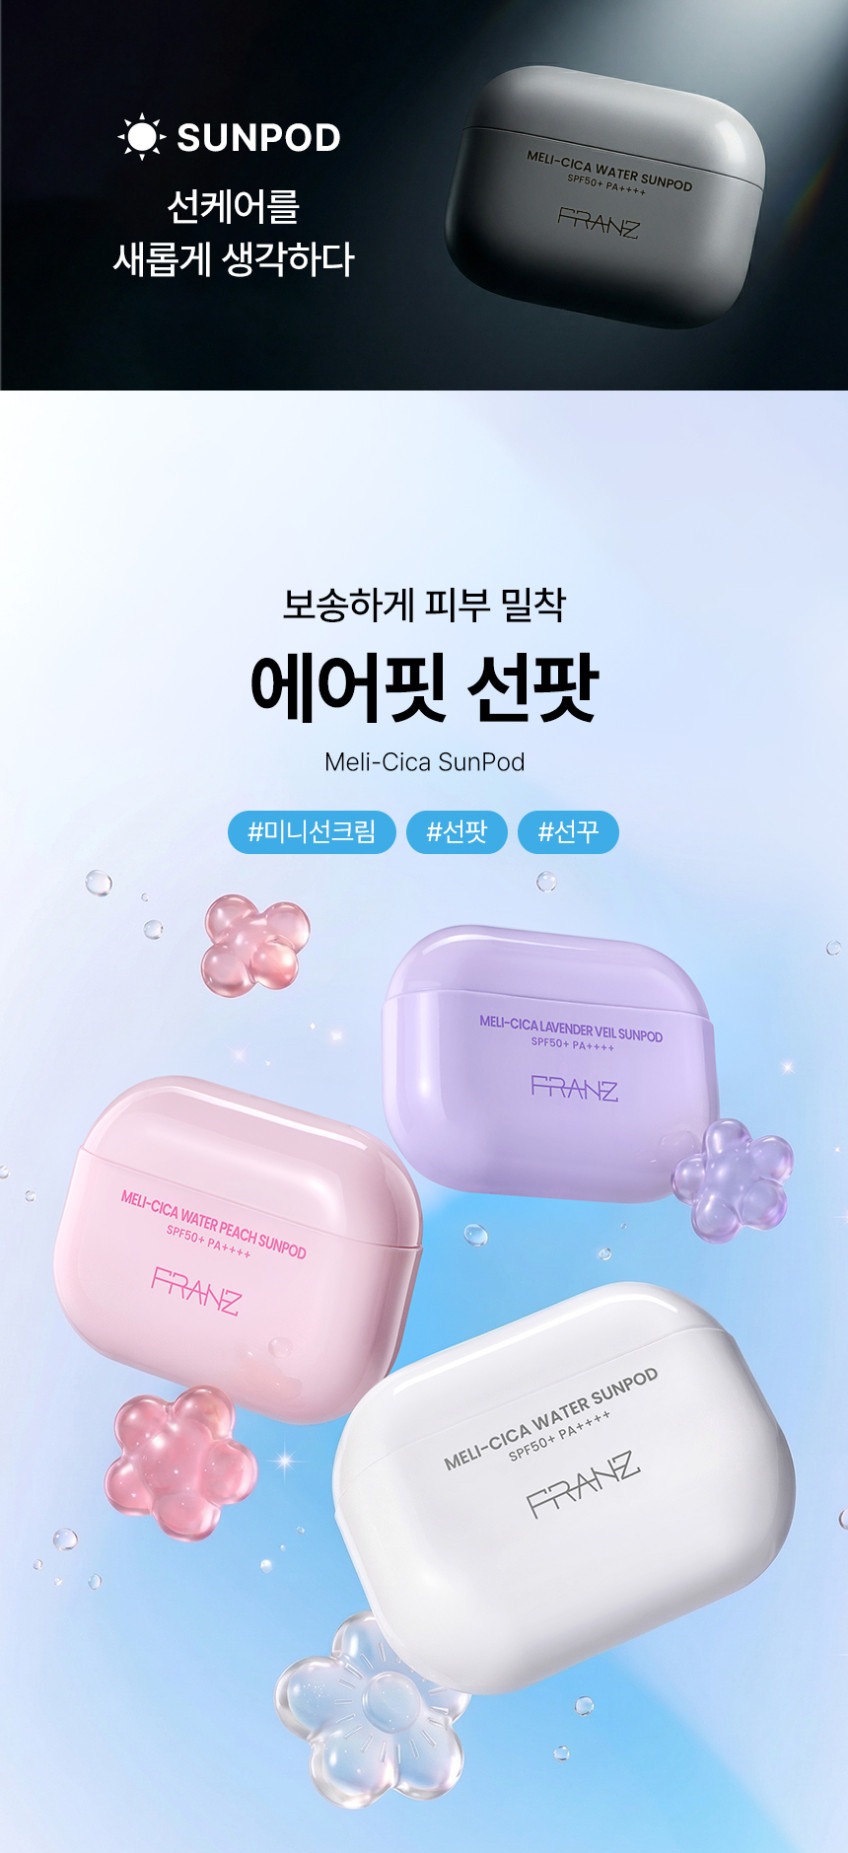 SUNPOD
선케어를
새롭게 생각하다
MELI-CICA WATER SUNPOD
SPF50+ PA++++
FRANZ
보송하게 피부 밀착
에어핏 선팟
Meli-Cica SunPod
#미니선크림 #선팟 #선꾸
MELI-CICA LAVENDER VEIL SUNPOD
SPF50+ PA++++
FRANZ
MELI-CICA WATER PEACH SUNPOD
SPF50+ PA++++
FRANZ
MELI-CICA WATER SUNPOD
SPF50+ PA++++
FRANZ